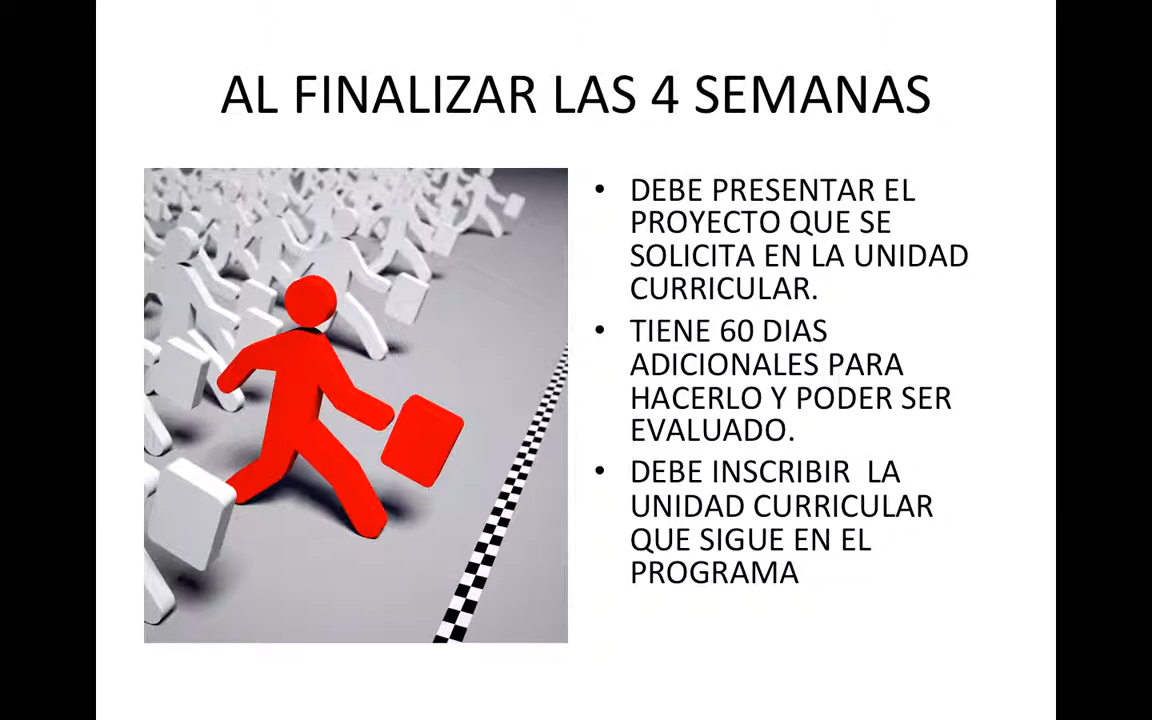 AL FINALIZAR LAS 4 SEMANAS
• DEBE PRESENTAR EL
PROYECTO QUE SE
SOLICITA EN LA UNIDAD
CURRICULAR.
• TIENE 60 DIAS
ADICIONALES PARA
HACERLO Y PODER SER
EVALUADO.
• DEBE INSCRIBIR  LA
UNIDAD CURRICULAR
QUE SIGUE EN EL
PROGRAMA